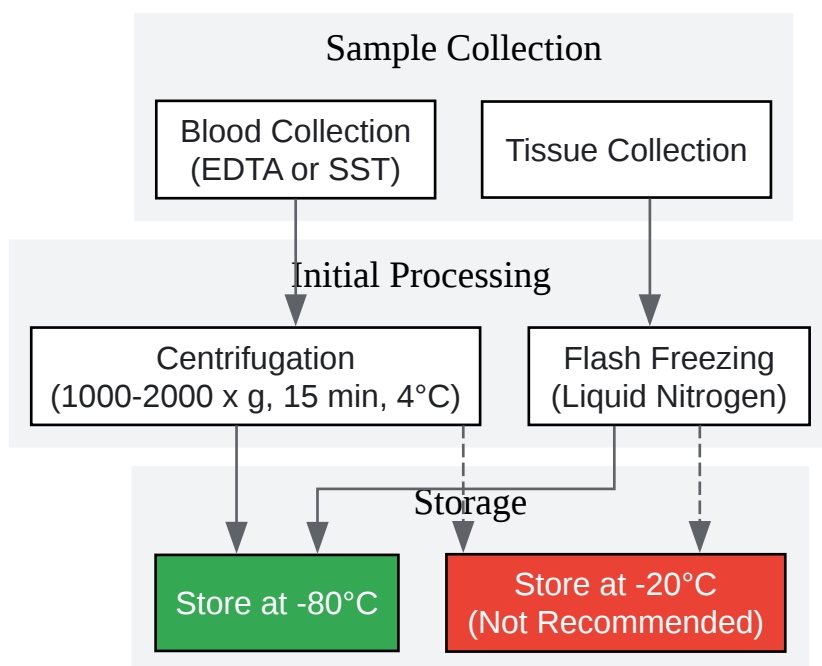 Sample Collection
Blood Collection
(EDTA or SST)
Tissue Collection
Initial Processing
Centrifugation
(1000-2000 x g, 15 min, 4°C)
Flash Freezing
(Liquid Nitrogen)
Storage
Store at -80°C
Store at -20°C
(Not Recommended)